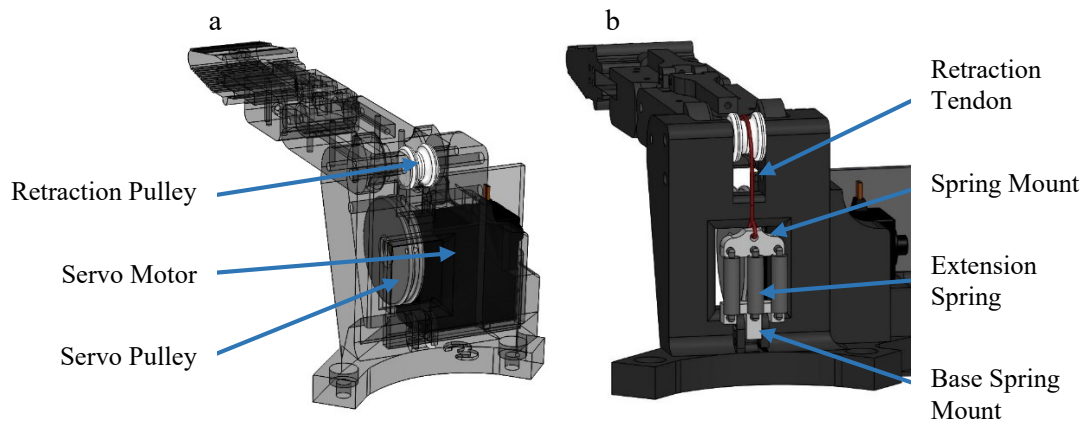 a
Retraction Pulley
Servo Motor
Servo Pulley
b
Retraction
Tendon
Spring Mount
Extension
Spring
Base Spring
Mount